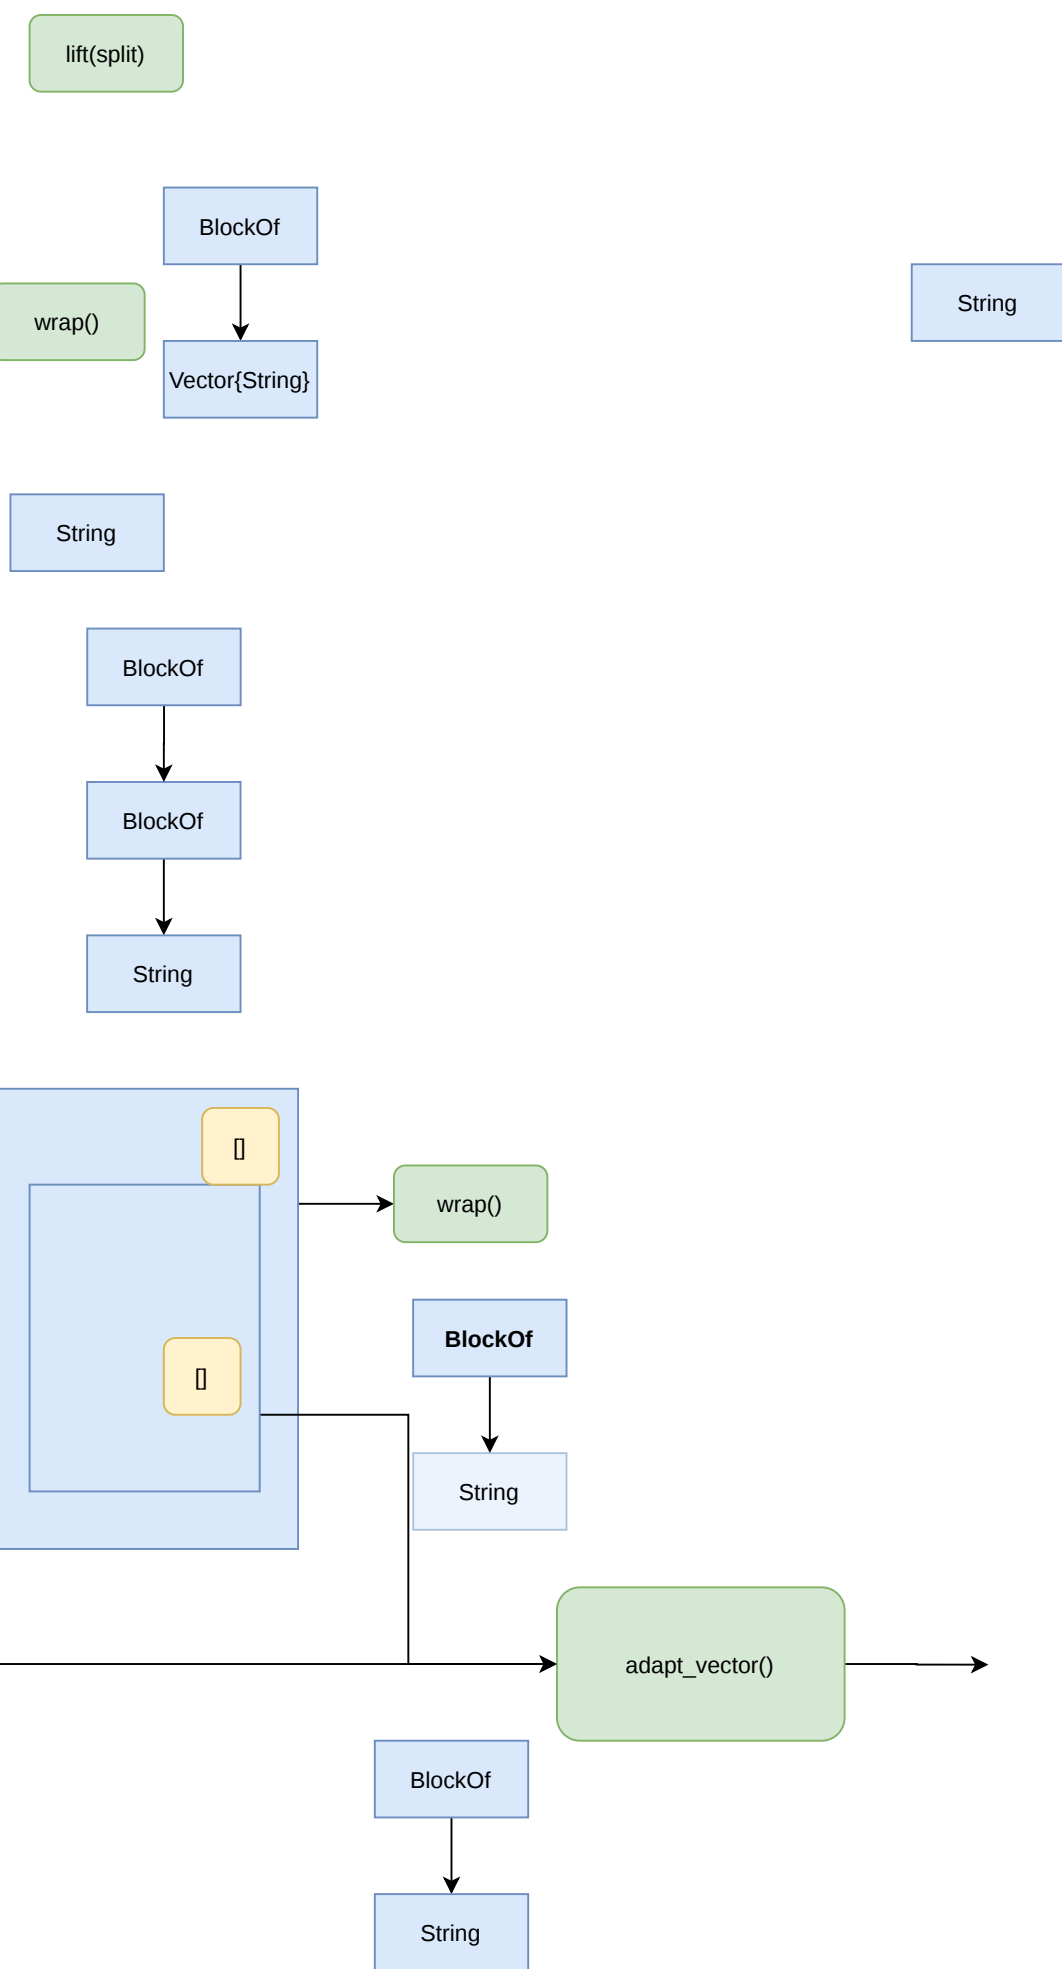 lift(split)
BlockOf
wrap()
String
Vector{String}
String
BlockOf
BlockOf
String
[]
wrap()
BlockOf
[]
String
adapt_vector()
BlockOf
String